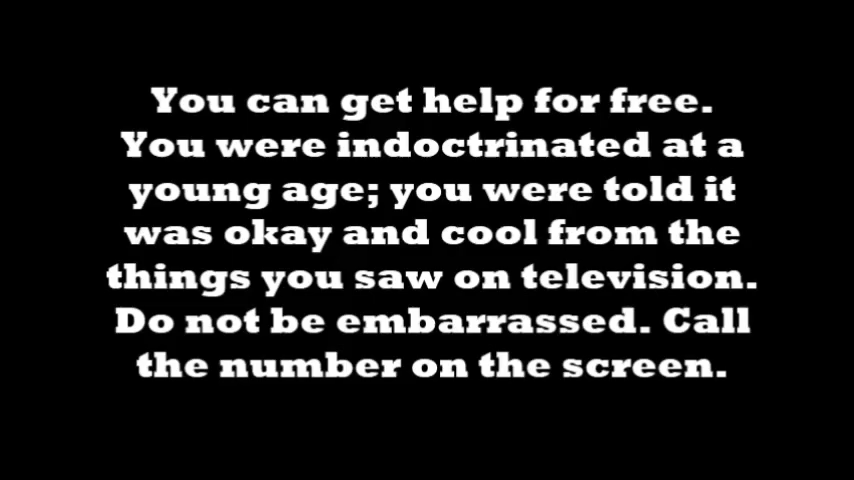 You can get help for free.
You were indoctrinated at a
young age; you were told it
was okay and cool from the
things you saw on television.
Do not be embarrassed. Call
the number on the screen.